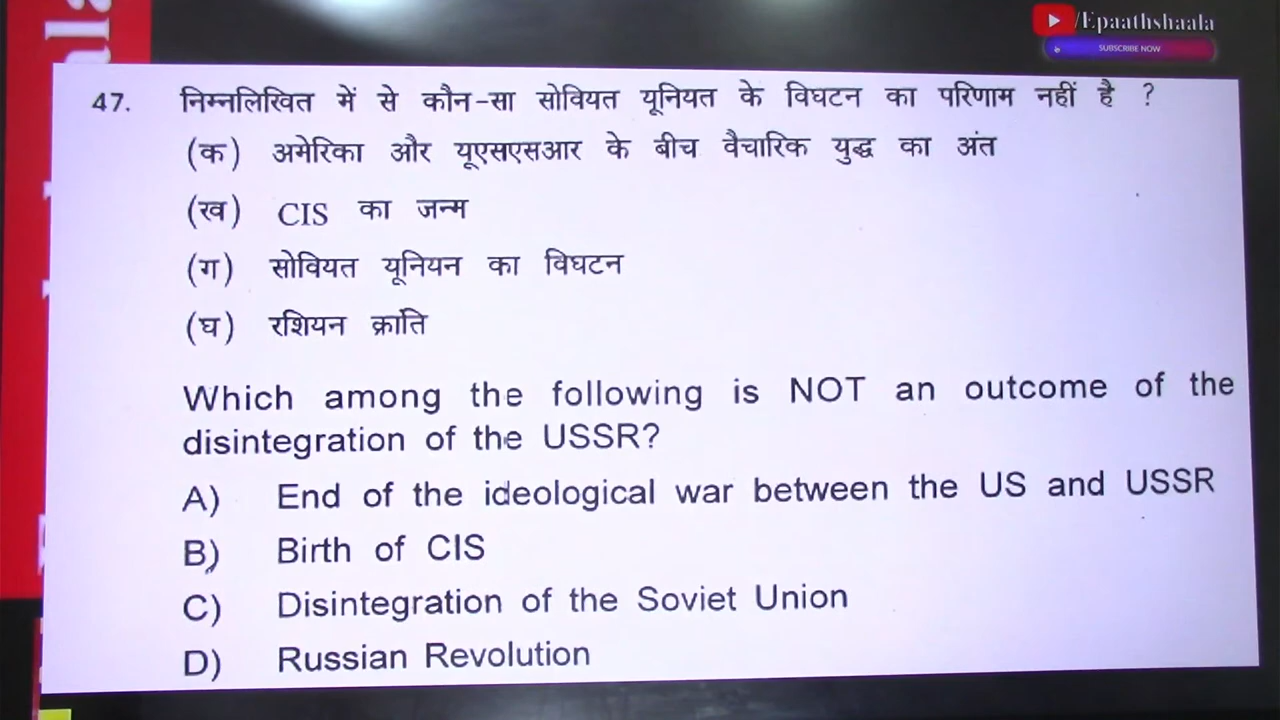 /Epaathshaala
SUBSCRIBE NOW
47. निम्नलिखित में से कौन-सा सोवियत यूनियत के विघटन का परिणाम नहीं है ?
(क) अमेरिका और यूएसएसआर के बीच वैचारिक युद्ध का अंत
(ख) CIS का जन्म
(ग) सोवियत यूनियन का विघटन
(घ) रशियन क्रांति
Which among the following is NOT an outcome of the
disintegration of the USSR?
A) End of the ideological war between the US and USSR
B) Birth of CIS
C) Disintegration of the Soviet Union
D) Russian Revolution